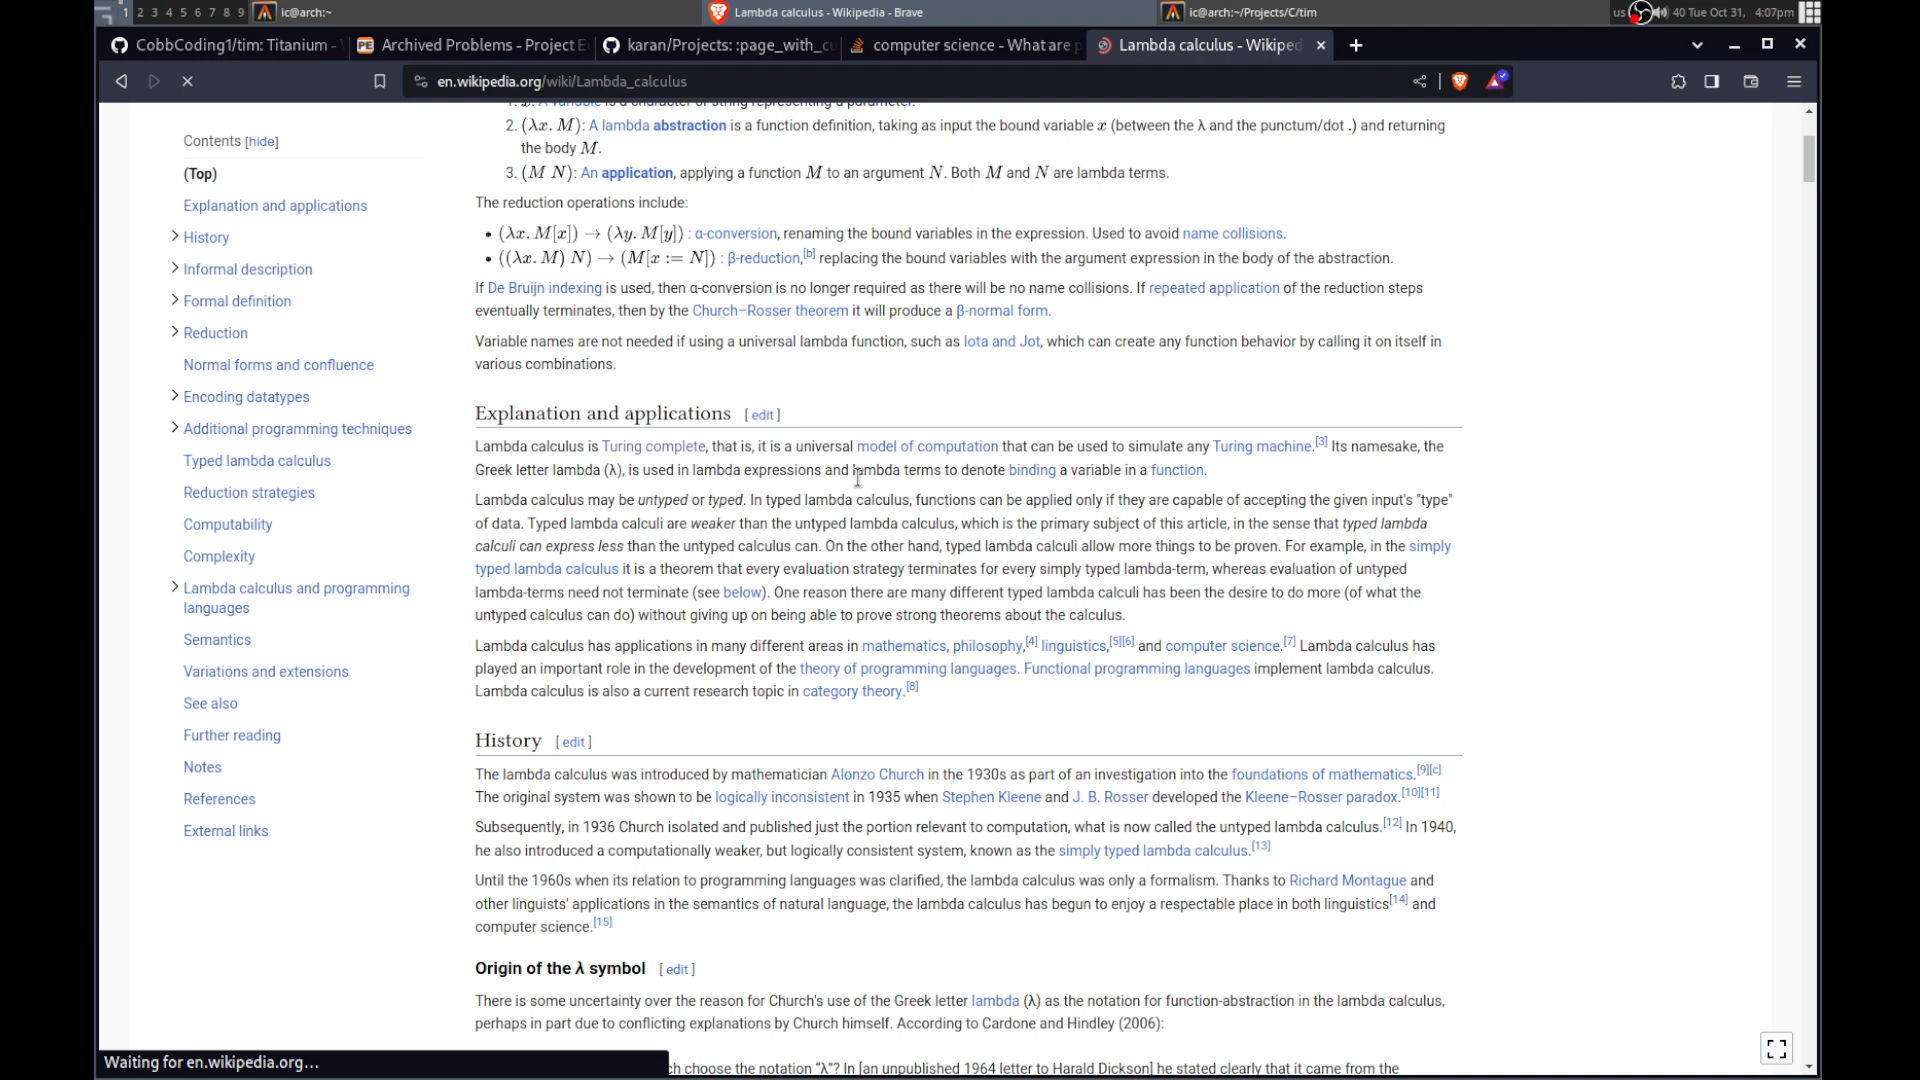 1 2 3 4 5 6 7 8 9 ic@arch:~ Lambda calculus - Wikipedia - Brave ic@arch:~/Projects/C/tim us 40 Tue Oct 31, 4:07pm
CobbCoding1/tim: Titanium - PE Archived Problems - Project karan/Projects: :page_with_cu computer science - What are Lambda calculus - Wikiped
en.wikipedia.org/wiki/Lambda_calculus
1. x: A variable is a character or string representing a parameter.
2. (λx. M): A lambda abstraction is a function definition, taking as input the bound variable x (between the λ and the punctum/dot .) and returning
the body M.
3. (M N): An application, applying a function M to an argument N. Both M and N are lambda terms.
The reduction operations include:
• (λx. M[x]) → (λy. M[y]) : α-conversion, renaming the bound variables in the expression. Used to avoid name collisions.
• ((λx. M) N) → (M[x := N]) : β-reduction,[b] replacing the bound variables with the argument expression in the body of the abstraction.
If De Bruijn indexing is used, then α-conversion is no longer required as there will be no name collisions. If repeated application of the reduction steps
eventually terminates, then by the Church–Rosser theorem it will produce a β-normal form.
Variable names are not needed if using a universal lambda function, such as Iota and Jot, which can create any function behavior by calling it on itself in
various combinations.
Explanation and applications [ edit ]
Lambda calculus is Turing complete, that is, it is a universal model of computation that can be used to simulate any Turing machine.[3] Its namesake, the
Greek letter lambda (λ), is used in lambda expressions and lambda terms to denote binding a variable in a function.
Lambda calculus may be untyped or typed. In typed lambda calculus, functions can be applied only if they are capable of accepting the given input's "type"
of data. Typed lambda calculi are weaker than the untyped lambda calculus, which is the primary subject of this article, in the sense that typed lambda
calculi can express less than the untyped calculus can. On the other hand, typed lambda calculi allow more things to be proven. For example, in the simply
typed lambda calculus it is a theorem that every evaluation strategy terminates for every simply typed lambda-term, whereas evaluation of untyped
lambda-terms need not terminate (see below). One reason there are many different typed lambda calculi has been the desire to do more (of what the
untyped calculus can do) without giving up on being able to prove strong theorems about the calculus.
Lambda calculus has applications in many different areas in mathematics, philosophy,[4] linguistics,[5][6] and computer science.[7] Lambda calculus has
played an important role in the development of the theory of programming languages. Functional programming languages implement lambda calculus.
Lambda calculus is also a current research topic in category theory.[8]
History [ edit ]
The lambda calculus was introduced by mathematician Alonzo Church in the 1930s as part of an investigation into the foundations of mathematics.[9][c]
The original system was shown to be logically inconsistent in 1935 when Stephen Kleene and J. B. Rosser developed the Kleene–Rosser paradox.[10][11]
Subsequently, in 1936 Church isolated and published just the portion relevant to computation, what is now called the untyped lambda calculus.[12] In 1940,
he also introduced a computationally weaker, but logically consistent system, known as the simply typed lambda calculus.[13]
Until the 1960s when its relation to programming languages was clarified, the lambda calculus was only a formalism. Thanks to Richard Montague and
other linguists' applications in the semantics of natural language, the lambda calculus has begun to enjoy a respectable place in both linguistics[14] and
computer science.[15]
Origin of the λ symbol [ edit ]
There is some uncertainty over the reason for Church's use of the Greek letter lambda (λ) as the notation for function-abstraction in the lambda calculus,
perhaps in part due to conflicting explanations by Church himself. According to Cardone and Hindley (2006):
ch choose the notation “λ”? In [an unpublished 1964 letter to Harald Dickson] he stated clearly that it came from the
Contents [hide]
(Top)
Explanation and applications
History
Informal description
Formal definition
Reduction
Normal forms and confluence
Encoding datatypes
Additional programming techniques
Typed lambda calculus
Reduction strategies
Computability
Complexity
Lambda calculus and programming
languages
Semantics
Variations and extensions
See also
Further reading
Notes
References
External links
Waiting for en.wikipedia.org...